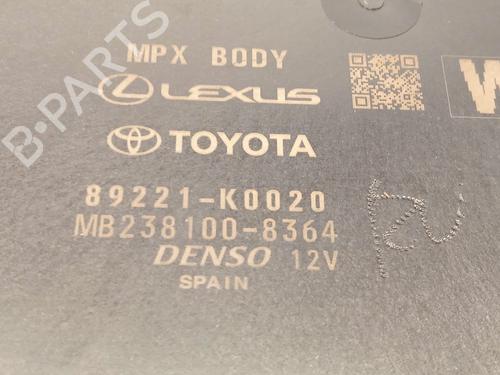 MPX BODY
LEXUS
TOYOTA
89221-K0020
MB238100-8364
DENSO 12V
SPAIN
B-PARTS